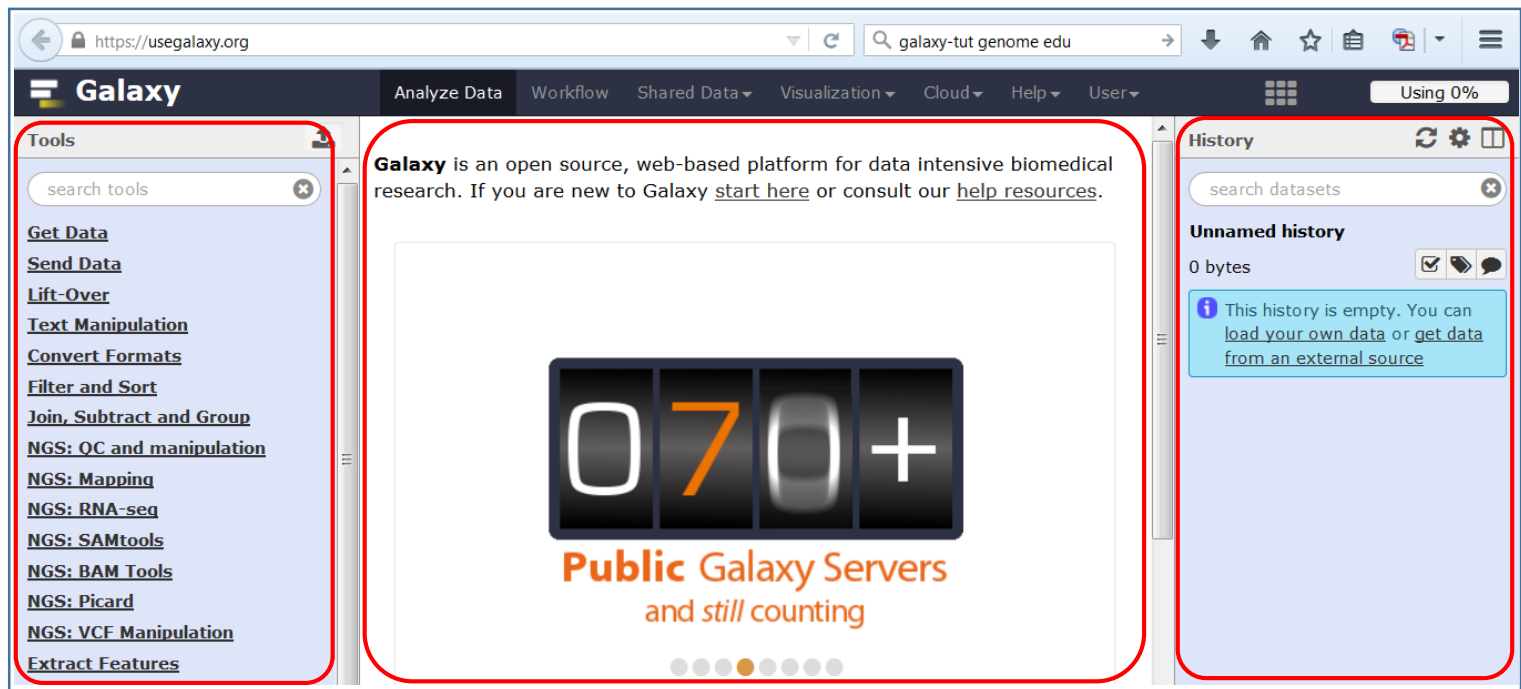 https://usegalaxy.org
galaxy-tut genome edu
Galaxy
Analyze Data Workflow Shared Data Visualization Cloud Help User
Using 0%
Tools
search tools
Get Data
Send Data
Lift-Over
Text Manipulation
Convert Formats
Filter and Sort
Join, Subtract and Group
NGS: QC and manipulation
NGS: Mapping
NGS: RNA-seq
NGS: SAMtools
NGS: BAM Tools
NGS: Picard
NGS: VCF Manipulation
Extract Features
Galaxy is an open source, web-based platform for data intensive biomedical
research. If you are new to Galaxy start here or consult our help resources.
070+
Public Galaxy Servers
and still counting
History
search datasets
Unnamed history
0 bytes
This history is empty. You can
load your own data or get data
from an external source